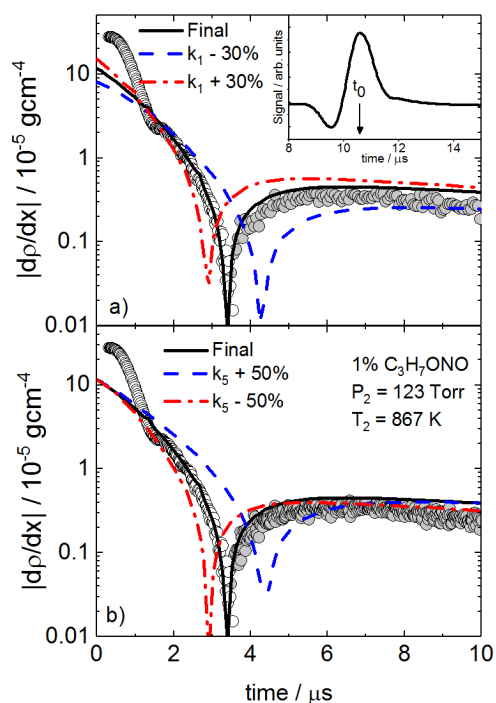 Final
k₁ - 30%
k₁ + 30%
Signal / arb. units
t₀
8 10 12 14
time / μs
10
1
0.1
0.01
|dρ/dx| / 10⁻⁵ gcm⁻⁴
a)
Final
k₅ + 50%
k₅ - 50%
1% C₃H₇ONO
P₂ = 123 Torr
T₂ = 867 K
10
1
0.1
0.01
|dρ/dx| / 10⁻⁵ gcm⁻⁴
b)
0 2 4 6 8 10
time / μs